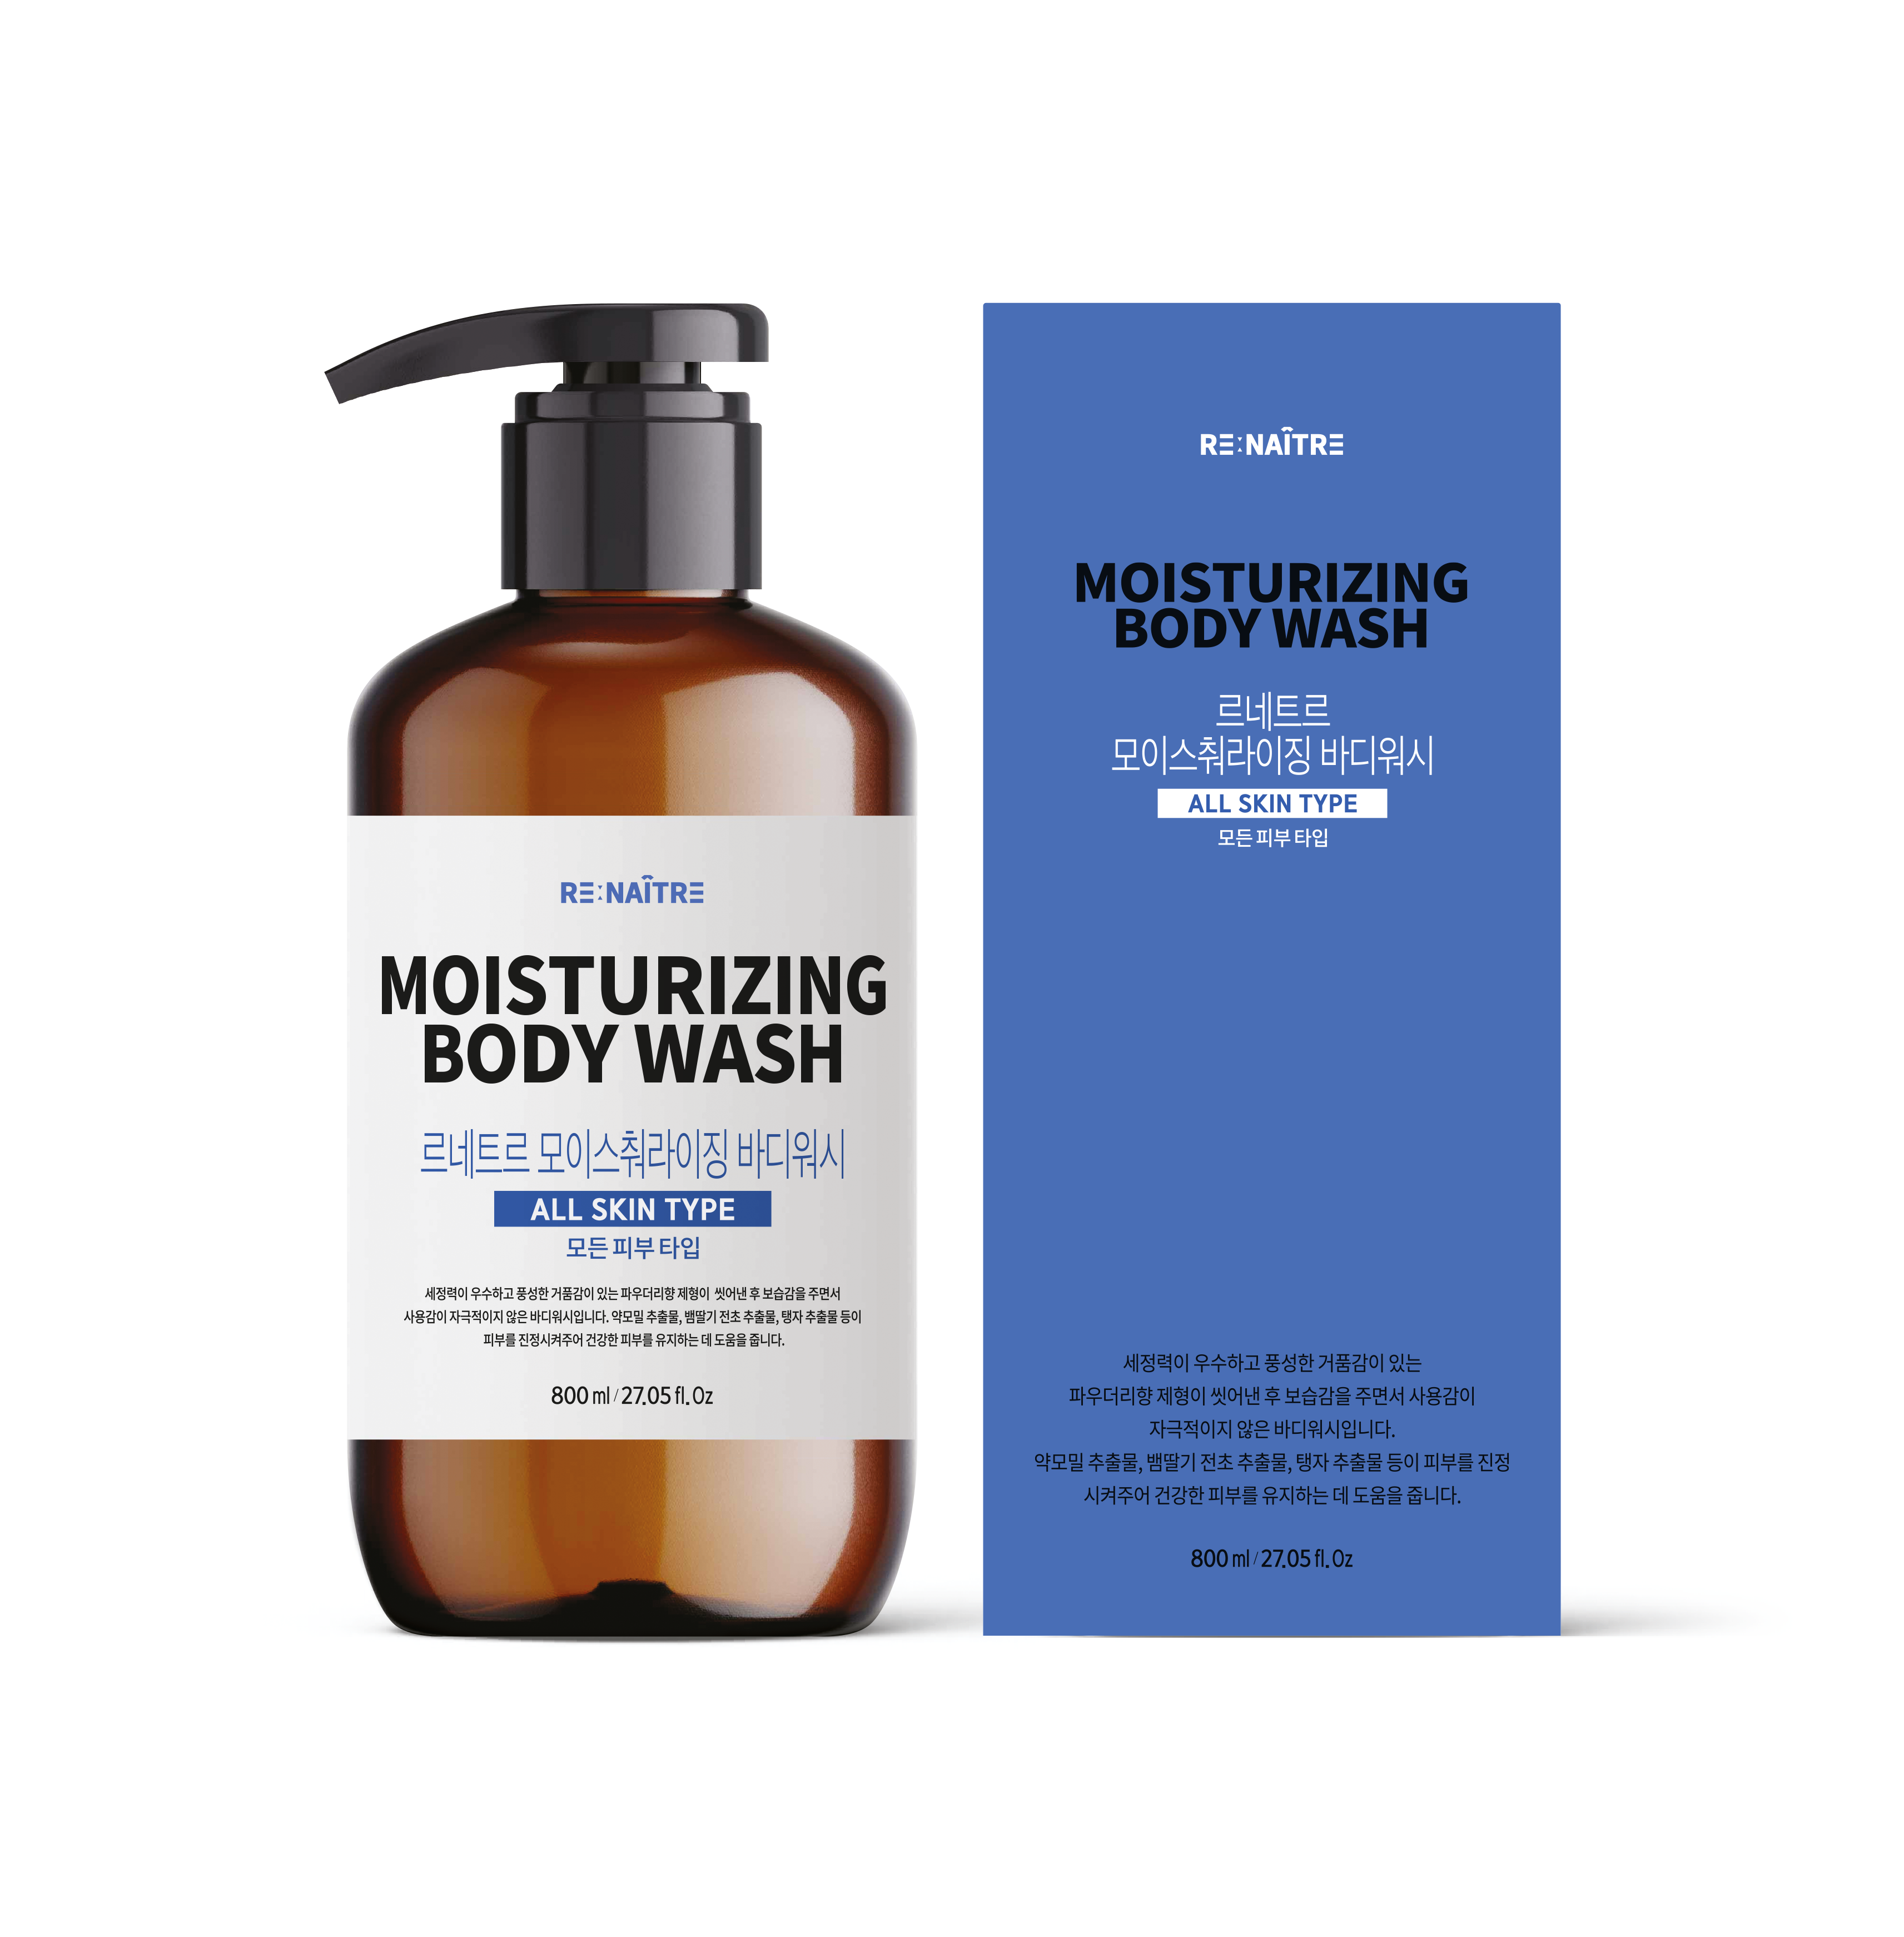 RE:NAÎTRE
MOISTURIZING
BODY WASH
르네트르 모이스춰라이징 바디워시
ALL SKIN TYPE
모든 피부 타입
세정력이 우수하고 풍성한 거품감이 있는 파우더리향 제형이 씻어낸 후 보습감을 주면서
사용감이 자극적이지 않은 바디워시입니다. 약모밀 추출물, 뱀딸기 전초 추출물, 탱자 추출물 등이
피부를 진정시켜주어 건강한 피부를 유지하는 데 도움을 줍니다.
800 ml / 27.05 fl. Oz
RE:NAÎTRE
MOISTURIZING
BODY WASH
르네트르
모이스춰라이징 바디워시
ALL SKIN TYPE
모든 피부 타입
세정력이 우수하고 풍성한 거품감이 있는
파우더리향 제형이 씻어낸 후 보습감을 주면서 사용감이
자극적이지 않은 바디워시입니다.
약모밀 추출물, 뱀딸기 전초 추출물, 탱자 추출물 등이 피부를 진정
시켜주어 건강한 피부를 유지하는 데 도움을 줍니다.
800 ml / 27.05 fl. Oz